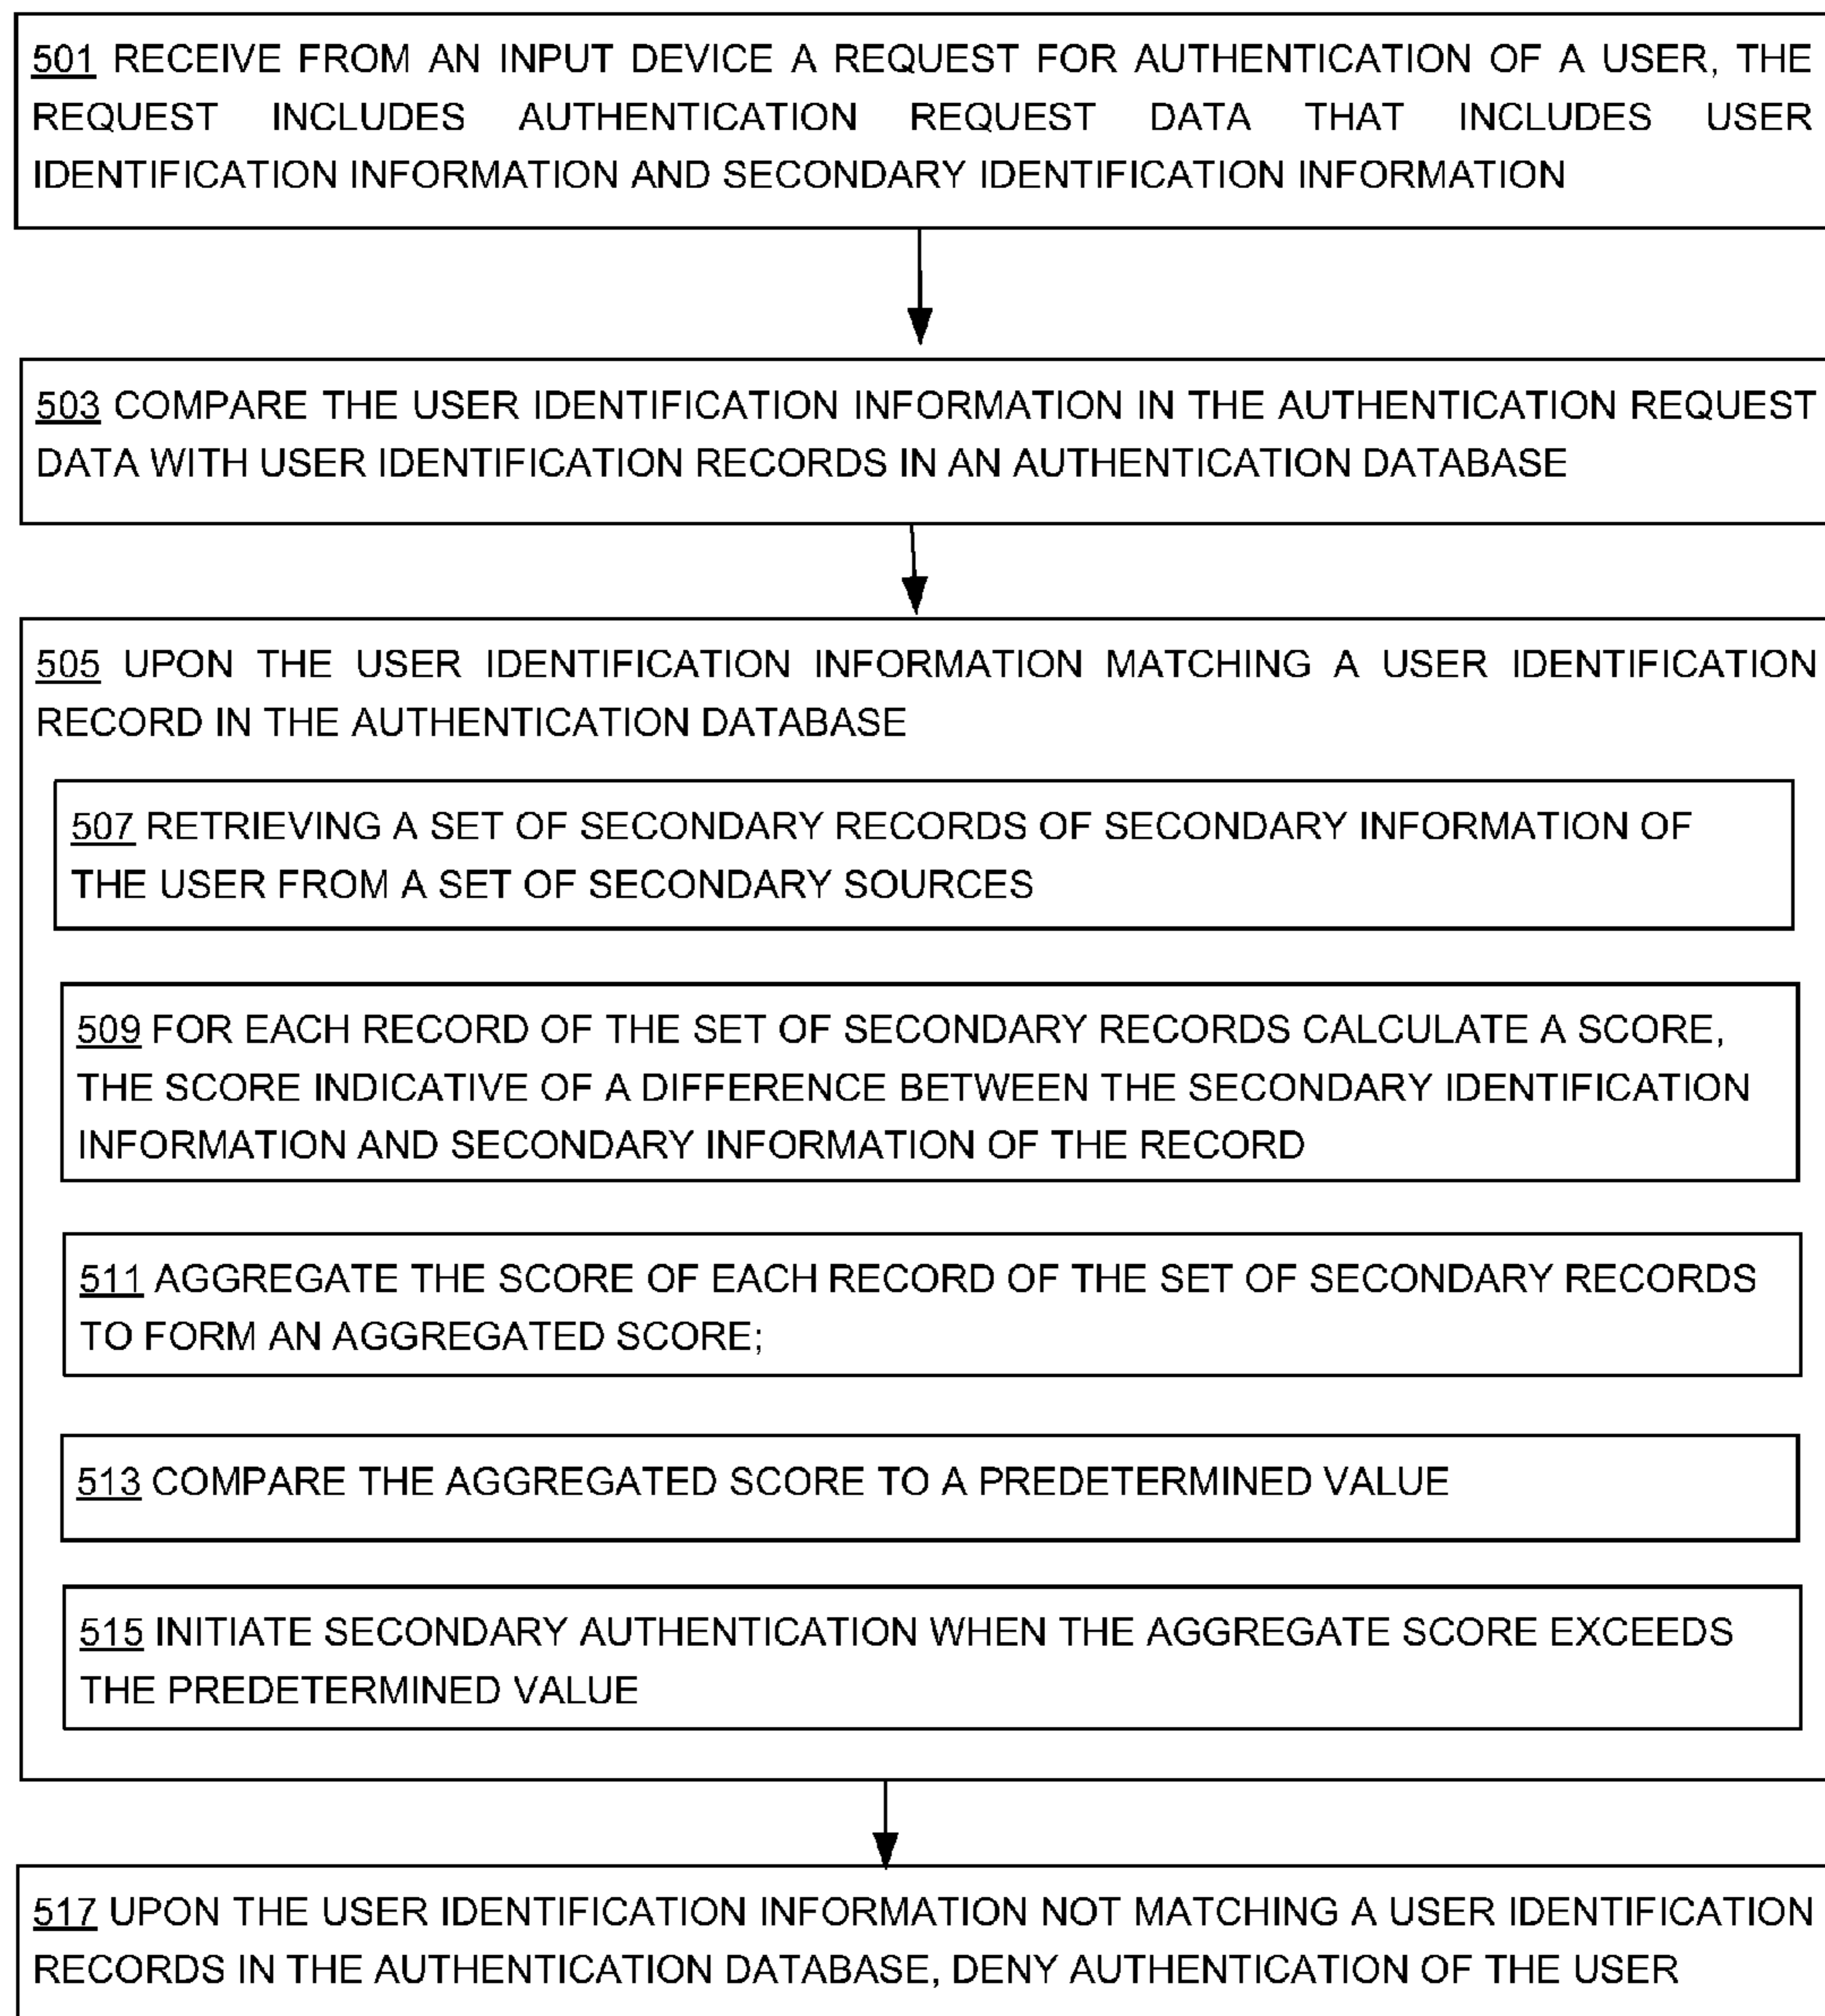 501 RECEIVE FROM AN INPUT DEVICE A REQUEST FOR AUTHENTICATION OF A USER, THE
REQUEST INCLUDES AUTHENTICATION REQUEST DATA THAT INCLUDES USER
IDENTIFICATION INFORMATION AND SECONDARY IDENTIFICATION INFORMATION
503 COMPARE THE USER IDENTIFICATION INFORMATION IN THE AUTHENTICATION REQUEST
DATA WITH USER IDENTIFICATION RECORDS IN AN AUTHENTICATION DATABASE
505 UPON THE USER IDENTIFICATION INFORMATION MATCHING A USER IDENTIFICATION
RECORD IN THE AUTHENTICATION DATABASE
507 RETRIEVING A SET OF SECONDARY RECORDS OF SECONDARY INFORMATION OF
THE USER FROM A SET OF SECONDARY SOURCES
509 FOR EACH RECORD OF THE SET OF SECONDARY RECORDS CALCULATE A SCORE,
THE SCORE INDICATIVE OF A DIFFERENCE BETWEEN THE SECONDARY IDENTIFICATION
INFORMATION AND SECONDARY INFORMATION OF THE RECORD
511 AGGREGATE THE SCORE OF EACH RECORD OF THE SET OF SECONDARY RECORDS
TO FORM AN AGGREGATED SCORE;
513 COMPARE THE AGGREGATED SCORE TO A PREDETERMINED VALUE
515 INITIATE SECONDARY AUTHENTICATION WHEN THE AGGREGATE SCORE EXCEEDS
THE PREDETERMINED VALUE
517 UPON THE USER IDENTIFICATION INFORMATION NOT MATCHING A USER IDENTIFICATION
RECORDS IN THE AUTHENTICATION DATABASE, DENY AUTHENTICATION OF THE USER